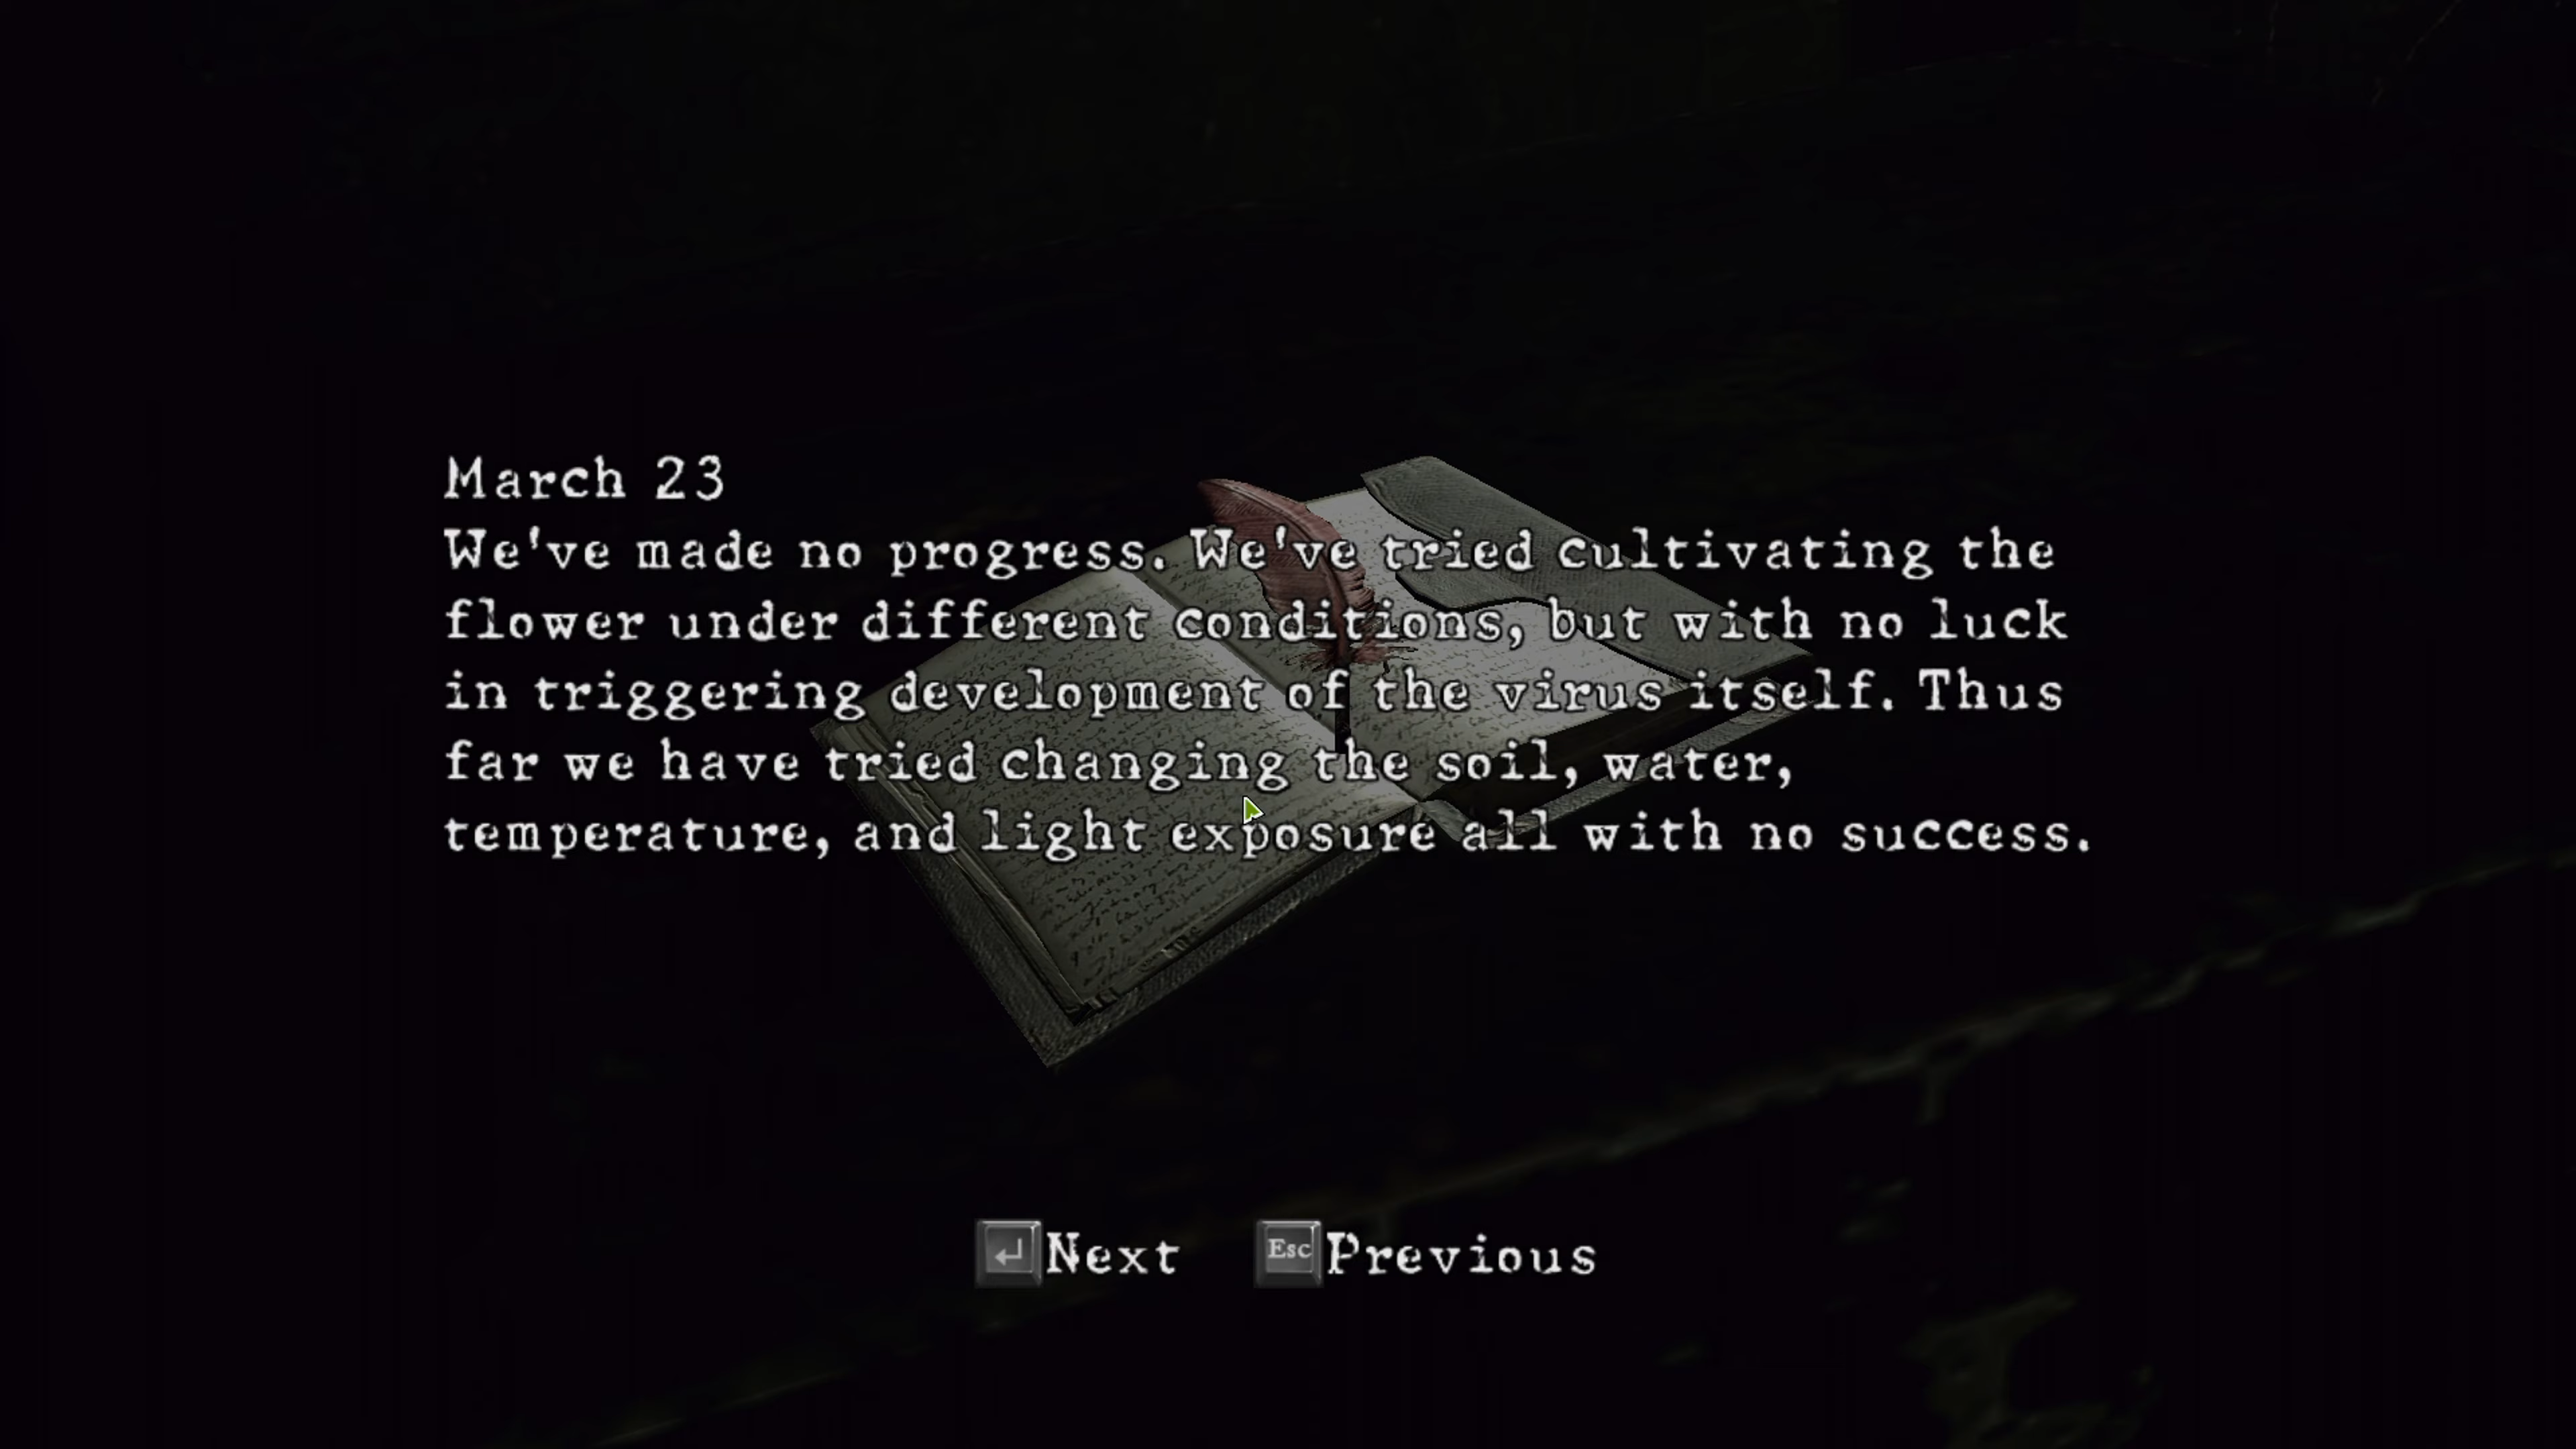 March 23
We've made no progress. We've tried cultivating the
flower under different conditions, but with no luck
in triggering development of the virus itself. Thus
far we have tried changing the soil, water,
temperature, and light exposure all with no success.
Next Esc Previous